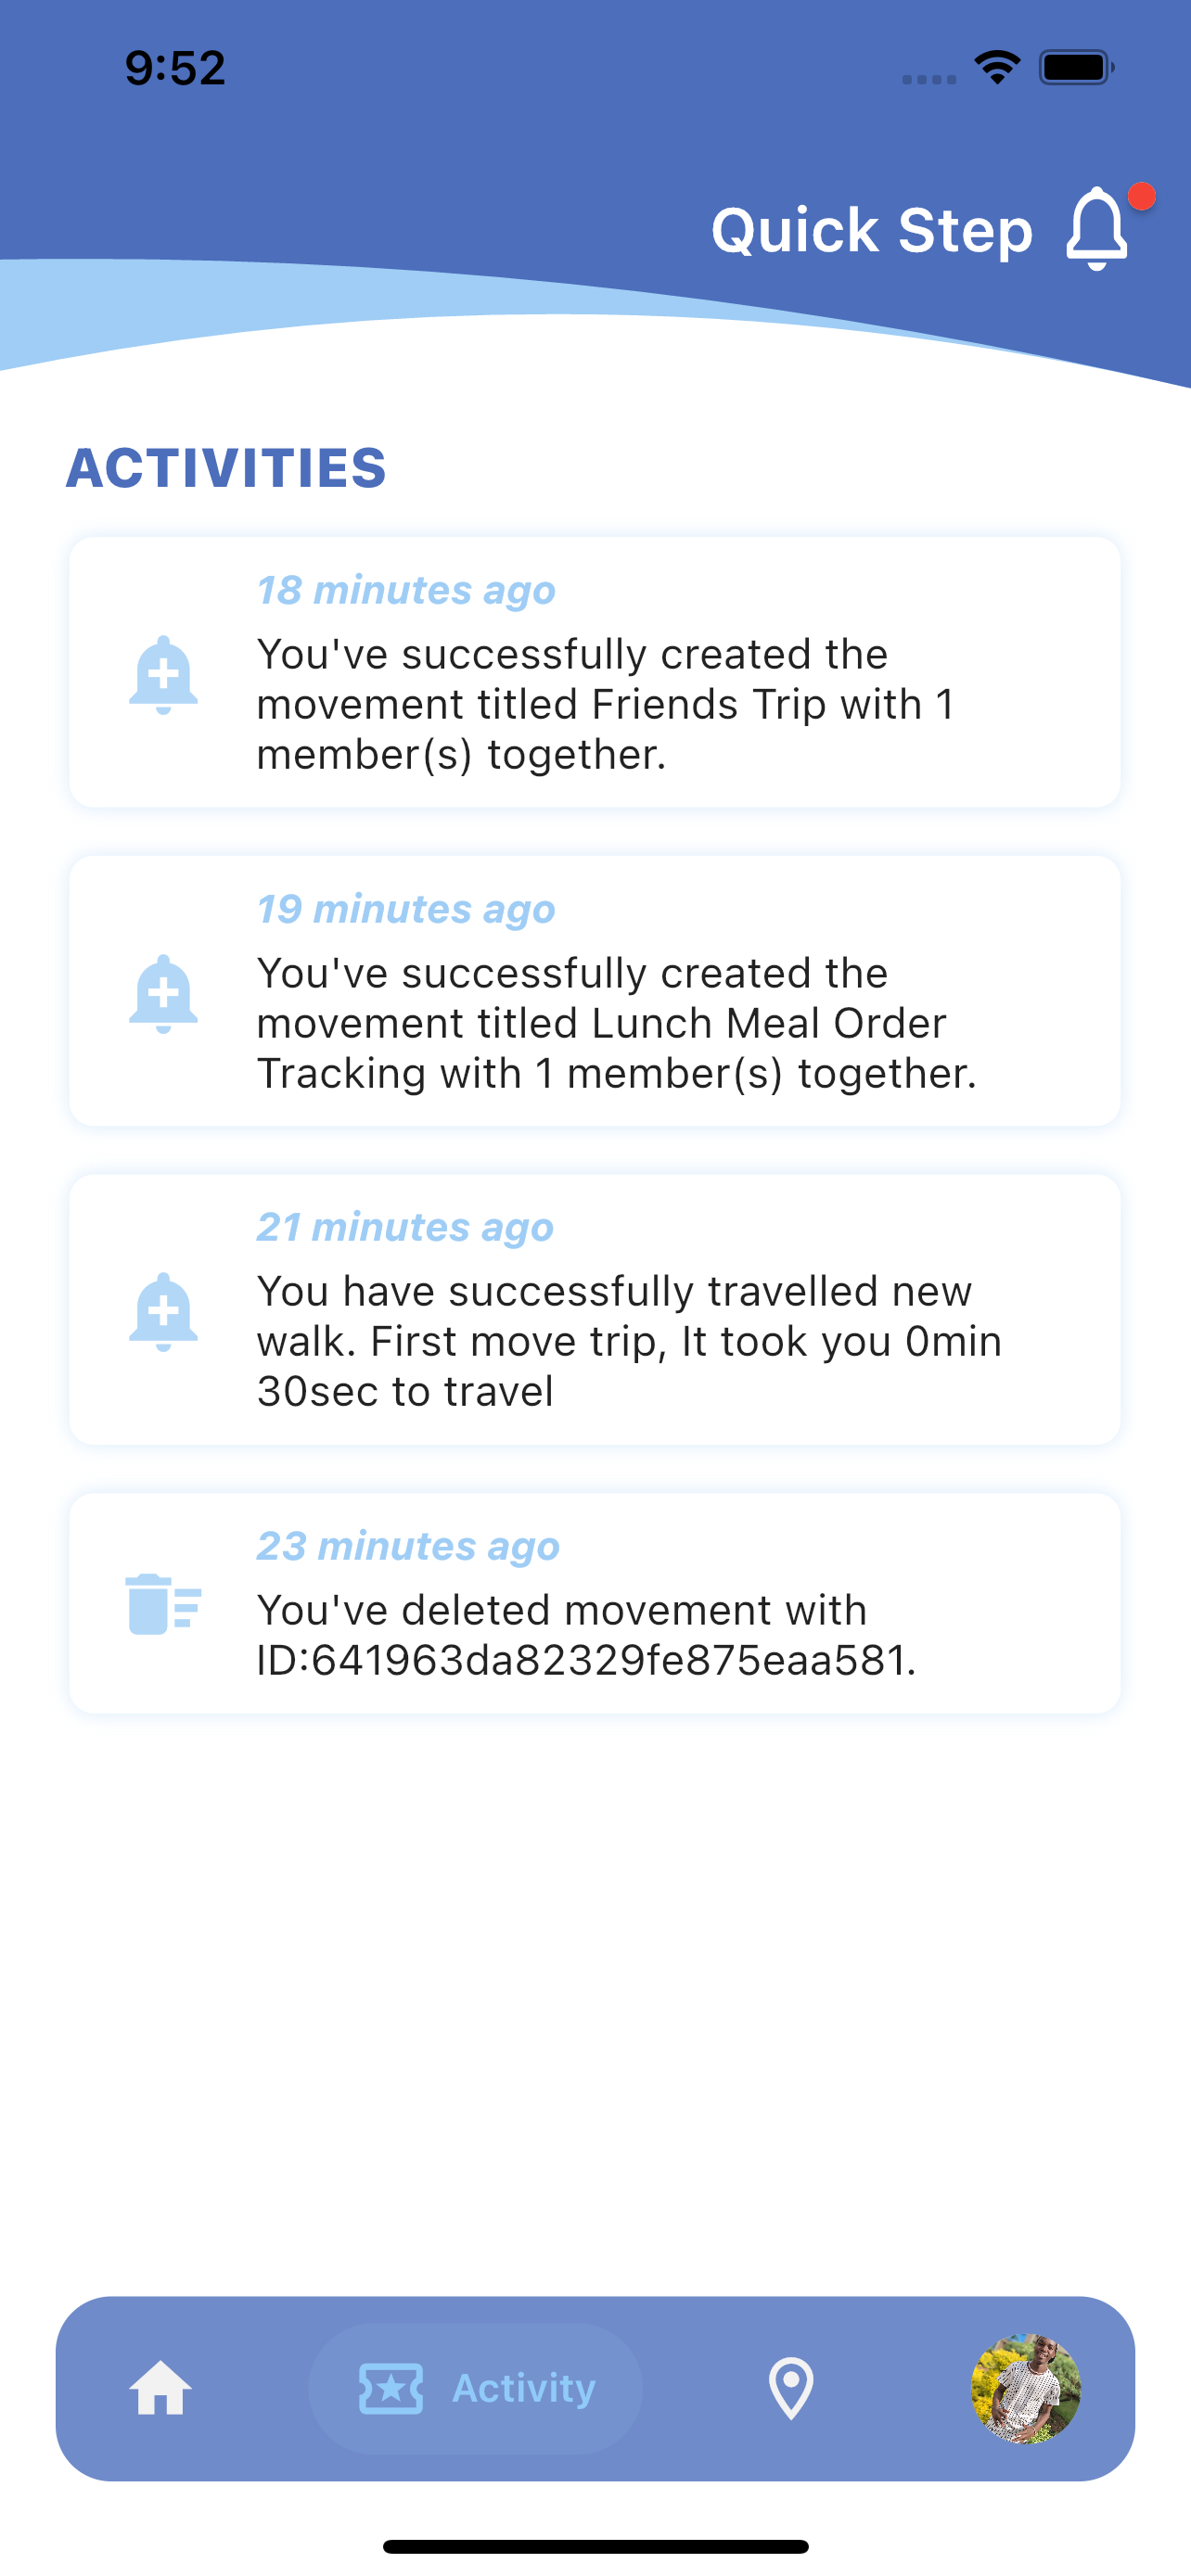 9:52
Quick Step
ACTIVITIES
18 minutes ago
You've successfully created the
movement titled Friends Trip with 1
member(s) together.
19 minutes ago
You've successfully created the
movement titled Lunch Meal Order
Tracking with 1 member(s) together.
21 minutes ago
You have successfully travelled new
walk. First move trip, It took you 0min
30sec to travel
23 minutes ago
You've deleted movement with
ID:641963da82329fe875eaa581.
Activity